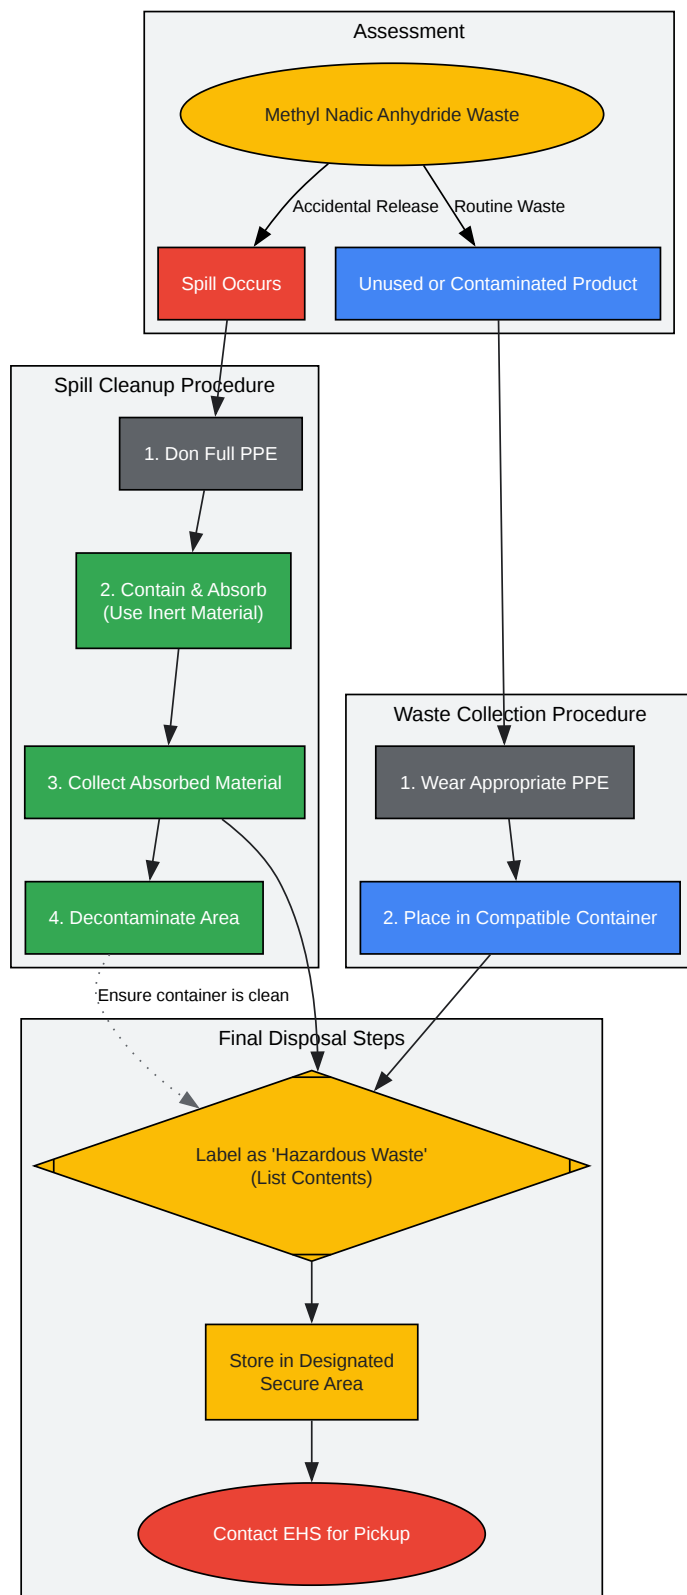 Assessment
Methyl Nadic Anhydride Waste
Accidental Release
Routine Waste
Spill Occurs
Unused or Contaminated Product
Spill Cleanup Procedure
1. Don Full PPE
2. Contain & Absorb
(Use Inert Material)
3. Collect Absorbed Material
4. Decontaminate Area
Waste Collection Procedure
1. Wear Appropriate PPE
2. Place in Compatible Container
Ensure container is clean
Final Disposal Steps
Label as 'Hazardous Waste'
(List Contents)
Store in Designated
Secure Area
Contact EHS for Pickup